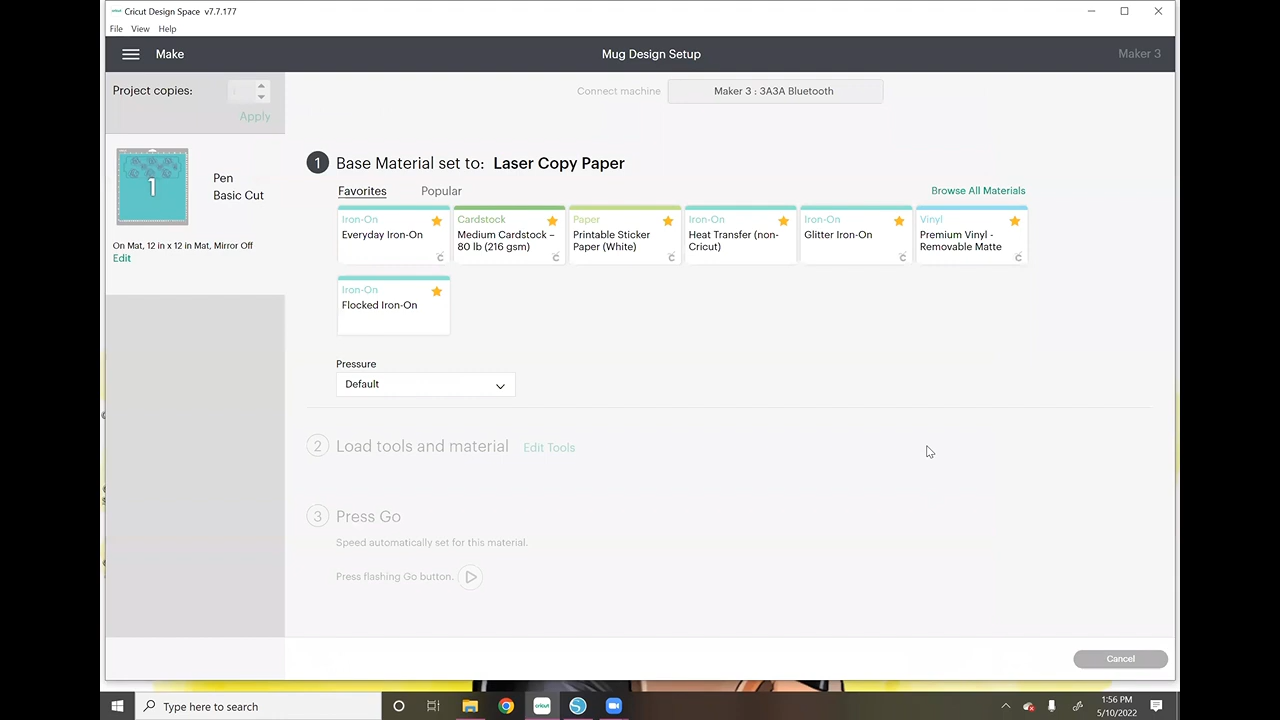 Cricut Design Space v7.7.177
File View Help
Make
Mug Design Setup
Maker 3
Project copies:
Apply
Connect machine
Maker 3 : 3A3A Bluetooth
1
Pen
Basic Cut
On Mat, 12 in x 12 in Mat, Mirror Off
Edit
1 Base Material set to: Laser Copy Paper
Favorites Popular
Browse All Materials
Iron-On
Everyday Iron-On
Cardstock
Medium Cardstock –
80 lb (216 gsm)
Paper
Printable Sticker
Paper (White)
Iron-On
Heat Transfer (non-
Cricut)
Iron-On
Glitter Iron-On
Vinyl
Premium Vinyl -
Removable Matte
Iron-On
Flocked Iron-On
Pressure
Default
2 Load tools and material Edit Tools
3 Press Go
Speed automatically set for this material.
Press flashing Go button.
Cancel
Type here to search
1:56 PM
5/10/2022